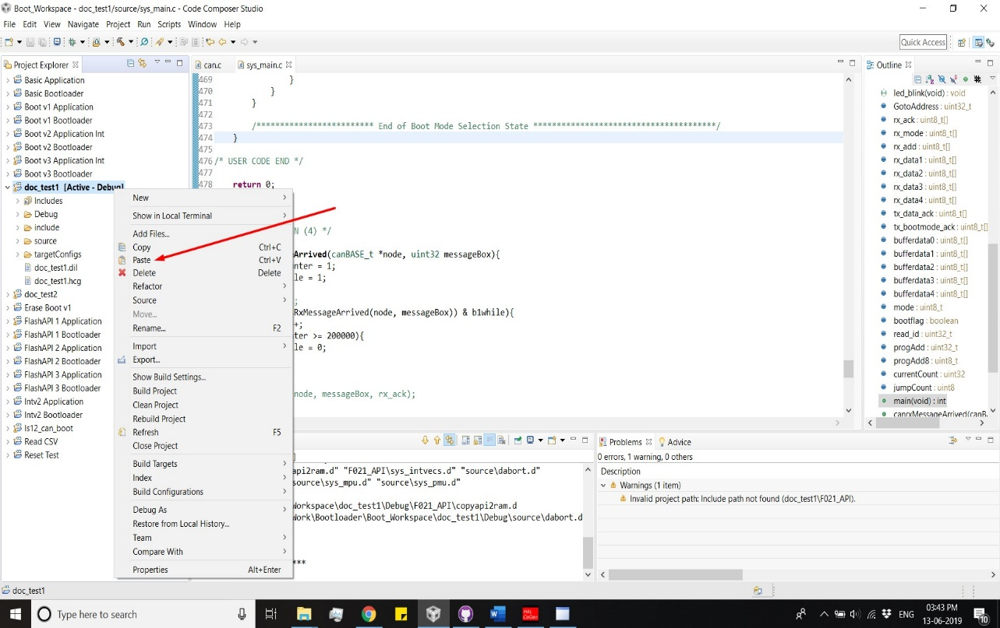 Boot_Workspace - doc_test1/source/sys_main.c - Code Composer Studio
File Edit View Navigate Project Run Scripts Window Help
Quick Access
Project Explorer
Basic Application
Basic Bootloader
Boot v1 Application
Boot v1 Bootloader
Boot v2 Application Int
Boot v2 Bootloader
Boot v3 Application Int
Boot v3 Bootloader
doc_test1 [Active - Debug]
Includes
Debug
include
source
targetConfigs
doc_test1.dil
doc_test1.hcg
doc_test2
Erase Boot v1
FlashAPI 1 Application
FlashAPI 1 Bootloader
FlashAPI 2 Application
FlashAPI 2 Bootloader
FlashAPI 3 Application
FlashAPI 3 Bootloader
Intv2 Application
Intv2 Bootloader
ls12_can_boot
Read CSV
Reset Test
New
Show in Local Terminal
Add Files...
Copy Ctrl+C
Paste Ctrl+V
Delete Delete
Refactor
Source
Move...
Rename... F2
Import
Export...
Show Build Settings...
Build Project
Clean Project
Rebuild Project
Refresh F5
Close Project
Build Targets
Index
Build Configurations
Debug As
Restore from Local History...
Team
Compare With
Properties Alt+Enter
can.c sys_main.c
469 }
470 }
471 }
472
473 /************************* End of Boot Mode Selection State ***************************************/
474 }
475
476 /* USER CODE END */
477
478 return 0;
N (4) */
Arrived(canBASE_t *node, uint32 messageBox){
nter = 1;
le = 1;
;
RxMessageArrived(node, messageBox)) & b1while){
+;
ter >= 200000){
le = 0;
node, messageBox, rx_ack);
api2ram.d" "F021_API\sys_intvecs.d" "source\dabort.d"
source\sys_mpu.d" "source\sys_pmu.d"
Workspace\doc_test1\Debug\F021_API\copyapi2ram.d
Work\Bootloader\Boot_Workspace\doc_test1\Debug\source\dabort.d
***
Problems Advice
0 errors, 1 warning, 0 others
Description
Warnings (1 item)
Invalid project path: Include path not found (doc_test1\F021_API).
Outline
led_blink(void) : void
GotoAddress : uint32_t
rx_ack : uint8_t[]
rx_mode : uint8_t[]
rx_add : uint8_t[]
rx_data1 : uint8_t[]
rx_data2 : uint8_t[]
rx_data3 : uint8_t[]
rx_data4 : uint8_t[]
tx_data_ack : uint8_t[]
tx_bootmode_ack : uint8_t[]
bufferdata0 : uint8_t[]
bufferdata1 : uint8_t[]
bufferdata2 : uint8_t[]
bufferdata3 : uint8_t[]
bufferdata4 : uint8_t[]
mode : uint8_t
bootflag : boolean
read_id : uint32_t
progAdd : uint32_t
progAdd8 : uint8_t
currentCount : uint32
jumpCount : uint8
main(void) : int
canrxMessageArrived(canB
doc_test1
Type here to search
ENG
03:43 PM
13-06-2019
10